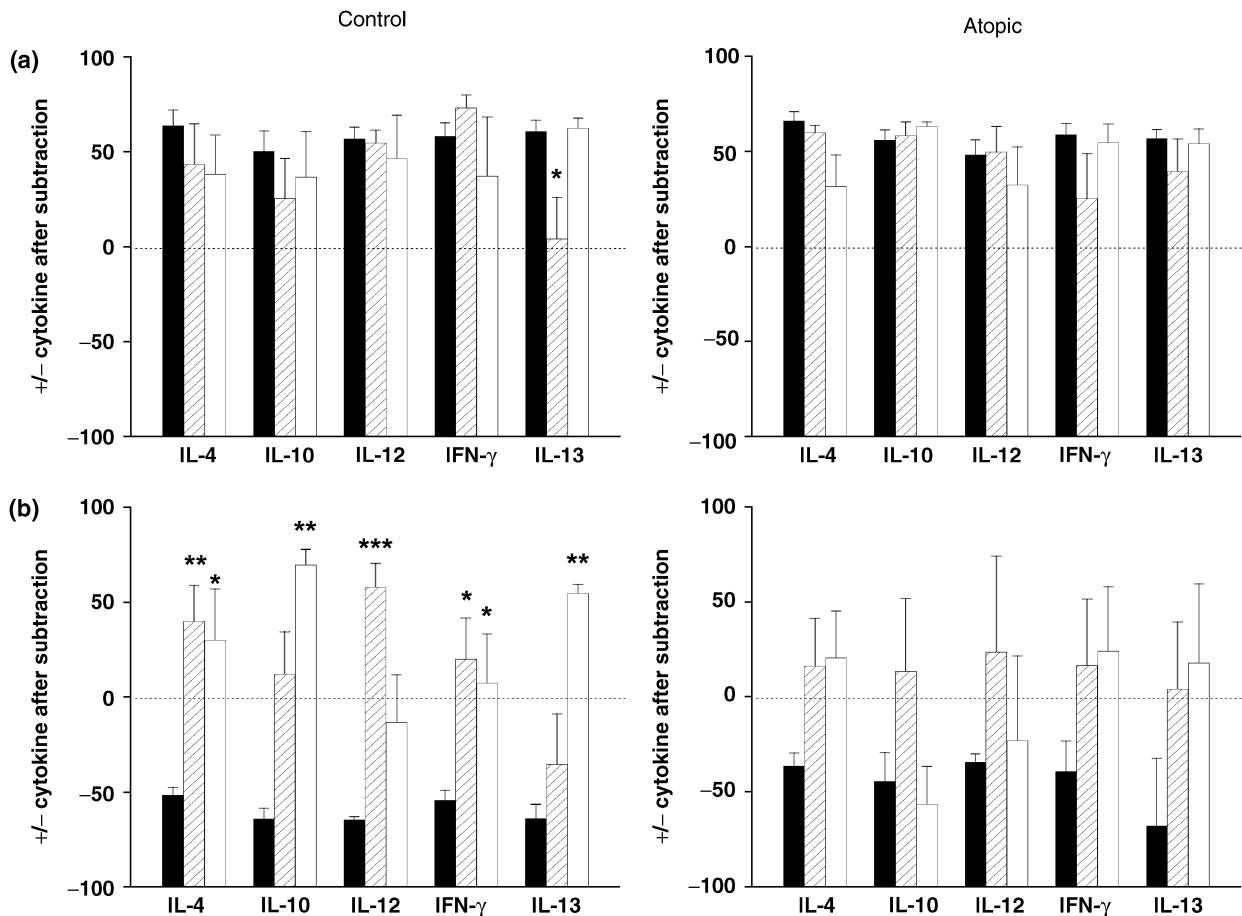 Control
Atopic
(a)
+/– cytokine after subtraction
100
50
0
–50
–100
IL-4 IL-10 IL-12 IFN-γ IL-13
*
+/– cytokine after subtraction
100
50
0
–50
–100
IL-4 IL-10 IL-12 IFN-γ IL-13
(b)
+/– cytokine after subtraction
100
50
0
–50
–100
** * ** *** * * **
IL-4 IL-10 IL-12 IFN-γ IL-13
+/– cytokine after subtraction
100
50
0
–50
–100
IL-4 IL-10 IL-12 IFN-γ IL-13